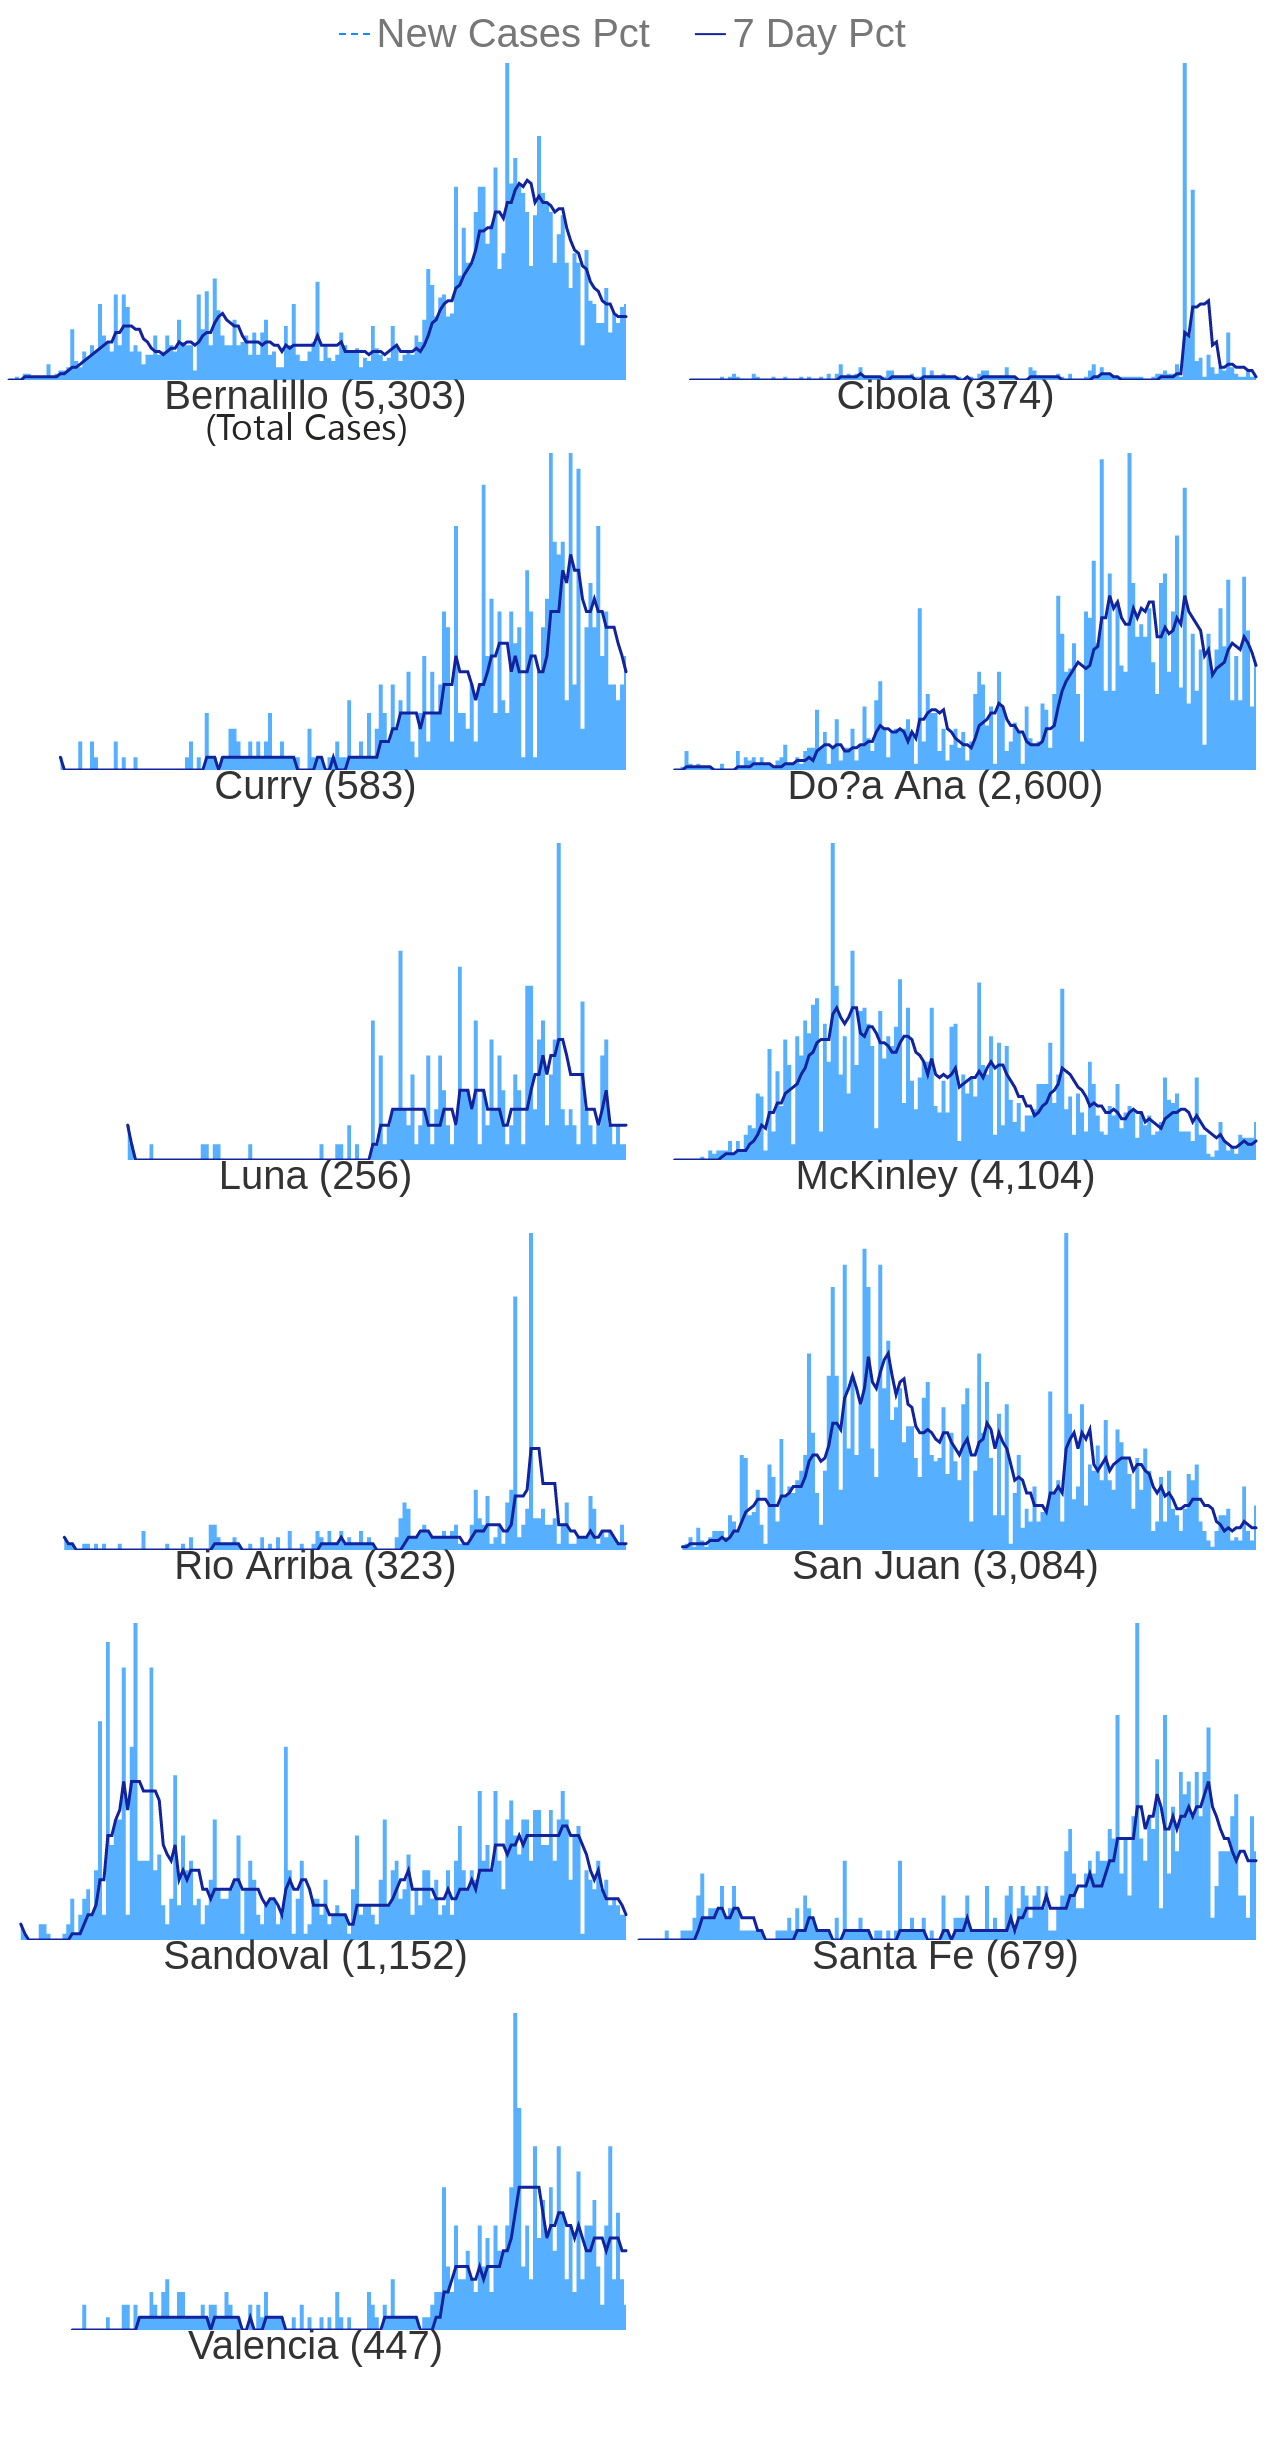 New Cases Pct 7 Day Pct
Bernalillo (5,303) Cibola (374)
(Total Cases)
Curry (583) Do?a Ana (2,600)
Luna (256) McKinley (4,104)
Rio Arriba (323) San Juan (3,084)
Sandoval (1,152) Santa Fe (679)
Valencia (447)